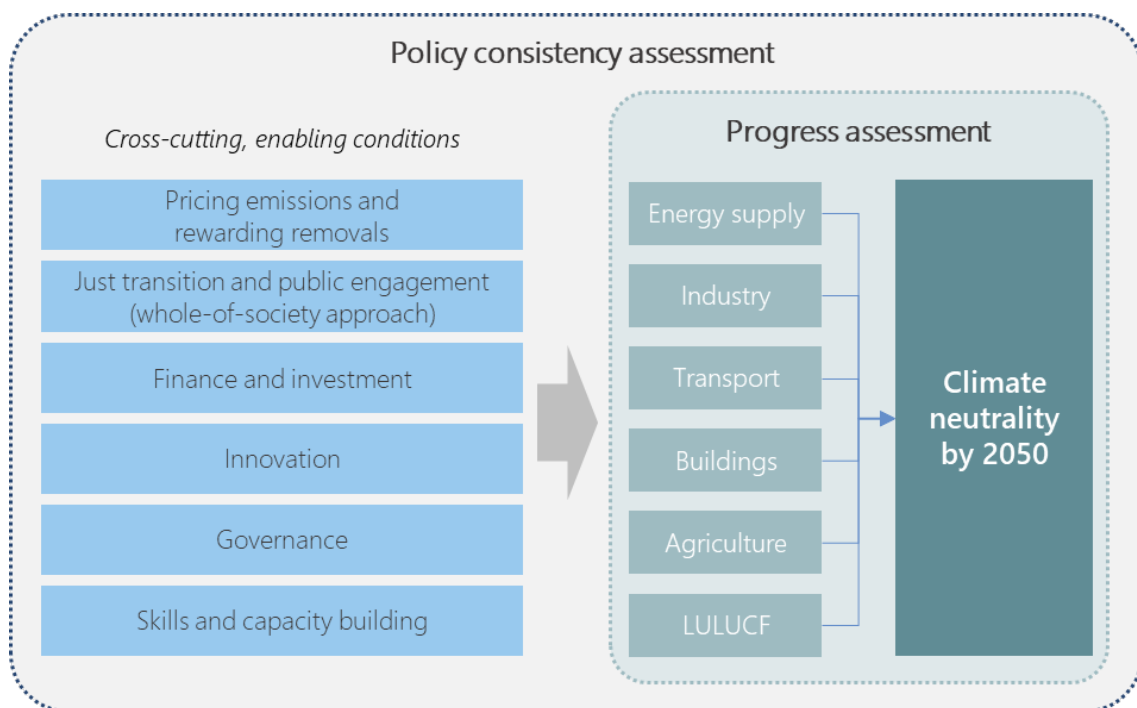 Policy consistency assessment
Cross-cutting, enabling conditions
Pricing emissions and
rewarding removals
Just transition and public engagement
(whole-of-society approach)
Finance and investment
Innovation
Governance
Skills and capacity building
Progress assessment
Energy supply
Industry
Transport
Buildings
Agriculture
LULUCF
Climate
neutrality
by 2050